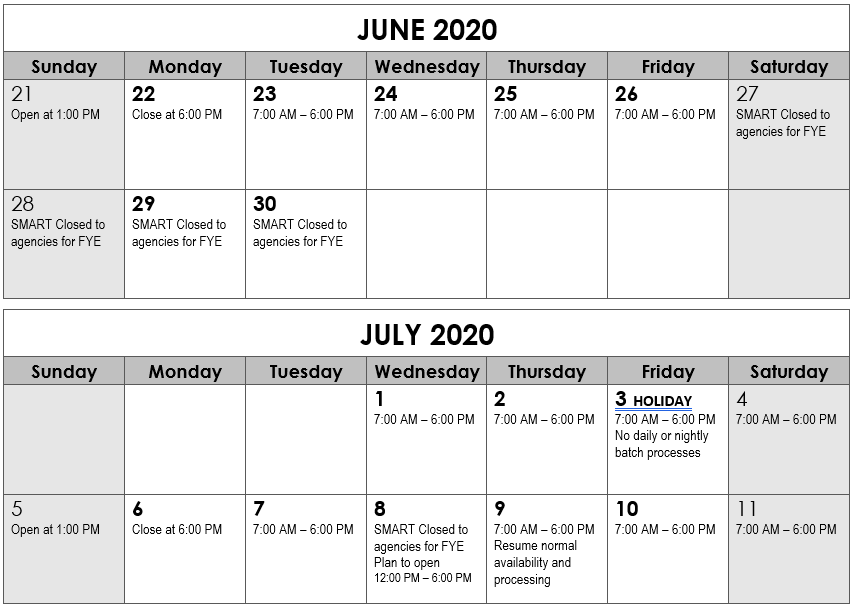 JUNE 2020
Sunday Monday Tuesday Wednesday Thursday Friday Saturday
21
Open at 1:00 PM
22
Close at 6:00 PM
23
7:00 AM – 6:00 PM
24
7:00 AM – 6:00 PM
25
7:00 AM – 6:00 PM
26
7:00 AM – 6:00 PM
27
SMART Closed to
agencies for FYE
28
SMART Closed to
agencies for FYE
29
SMART Closed to
agencies for FYE
30
SMART Closed to
agencies for FYE
JULY 2020
Sunday Monday Tuesday Wednesday Thursday Friday Saturday
1
7:00 AM – 6:00 PM
2
7:00 AM – 6:00 PM
3 HOLIDAY
7:00 AM – 6:00 PM
No daily or nightly
batch processes
4
7:00 AM – 6:00 PM
5
Open at 1:00 PM
6
Close at 6:00 PM
7
7:00 AM – 6:00 PM
8
SMART Closed to
agencies for FYE
Plan to open
12:00 PM – 6:00 PM
9
7:00 AM – 6:00 PM
Resume normal
availability and
processing
10
7:00 AM – 6:00 PM
11
7:00 AM – 6:00 PM